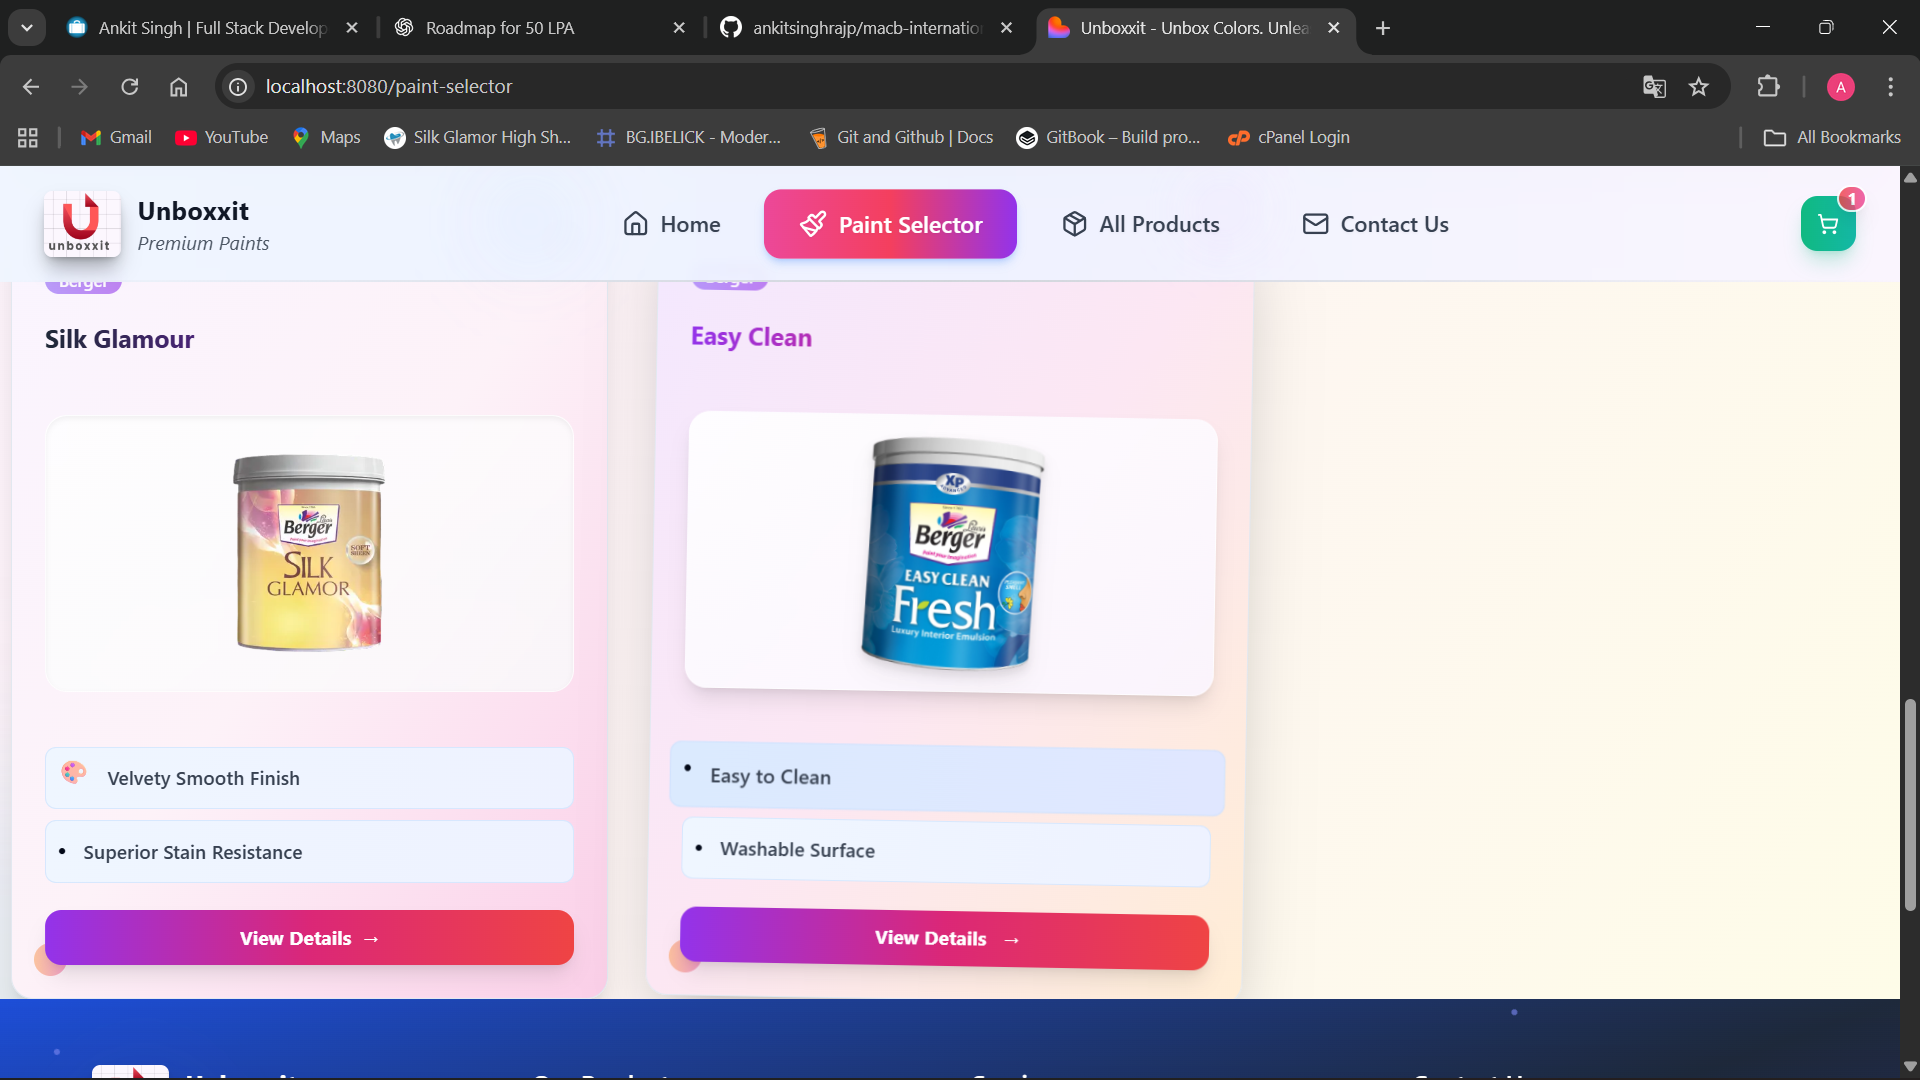 Ankit Singh | Full Stack Develop
Roadmap for 50 LPA
ankitsinghrajp/macb-internatio
Unboxxit - Unbox Colors. Unlea
localhost:8080/paint-selector
A
Gmail
YouTube
Maps
Silk Glamor High Sh...
BG.IBELICK - Moder...
Git and Github | Docs
GitBook – Build pro...
cPanel Login
All Bookmarks
unboxxit
Unboxxit
Premium Paints
Home
Paint Selector
All Products
Contact Us
1
Berger
Silk Glamour
Berger
SOFT
SHEEN
SILK
GLAMOR
Velvety Smooth Finish
Superior Stain Resistance
View Details →
Berger
Easy Clean
XP
Berger
Paint your imagination
EASY CLEAN
Fresh
Luxury Interior Emulsion
Easy to Clean
Washable Surface
View Details →